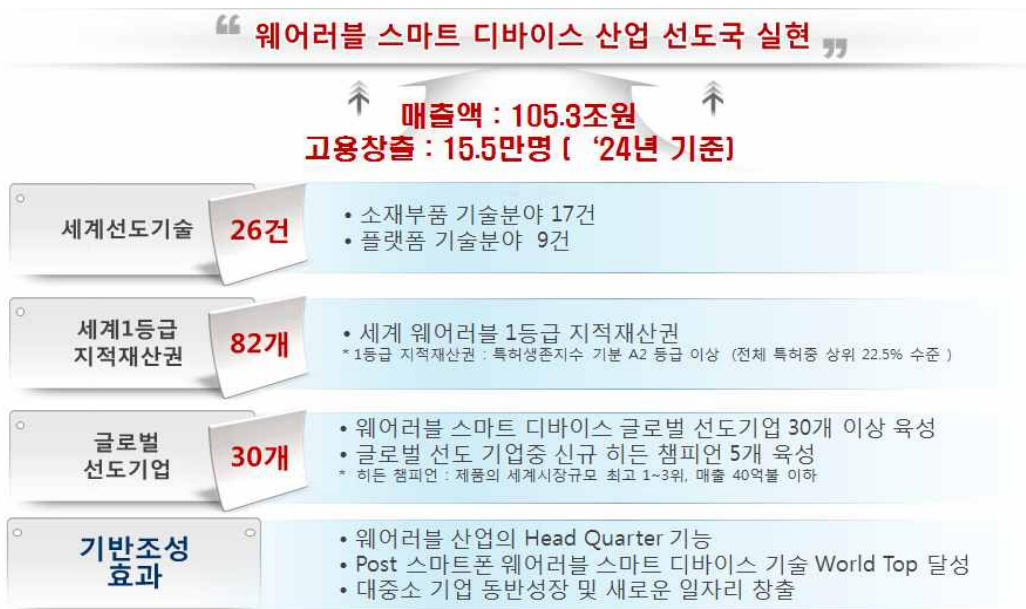 “ 웨어러블 스마트 디바이스 산업 선도국 실현 ”
매출액 : 105.3조원
고용창출 : 15.5만명 ( ‘24년 기준)
세계선도기술
26건
• 소재부품 기술분야 17건
• 플랫폼 기술분야 9건
세계1등급
지적재산권
82개
• 세계 웨어러블 1등급 지적재산권
* 1등급 지적재산권 : 특허생존지수 기분 A2 등급 이상 (전체 특허중 상위 22.5% 수준 )
글로벌
선도기업
30개
• 웨어러블 스마트 디바이스 글로벌 선도기업 30개 이상 육성
• 글로벌 선도 기업중 신규 히든 챔피언 5개 육성
* 히든 챔피언 : 제품의 세계시장규모 최고 1~3위, 매출 40억불 이하
기반조성
효과
• 웨어러블 산업의 Head Quarter 기능
• Post 스마트폰 웨어러블 스마트 디바이스 기술 World Top 달성
• 대중소 기업 동반성장 및 새로운 일자리 창출